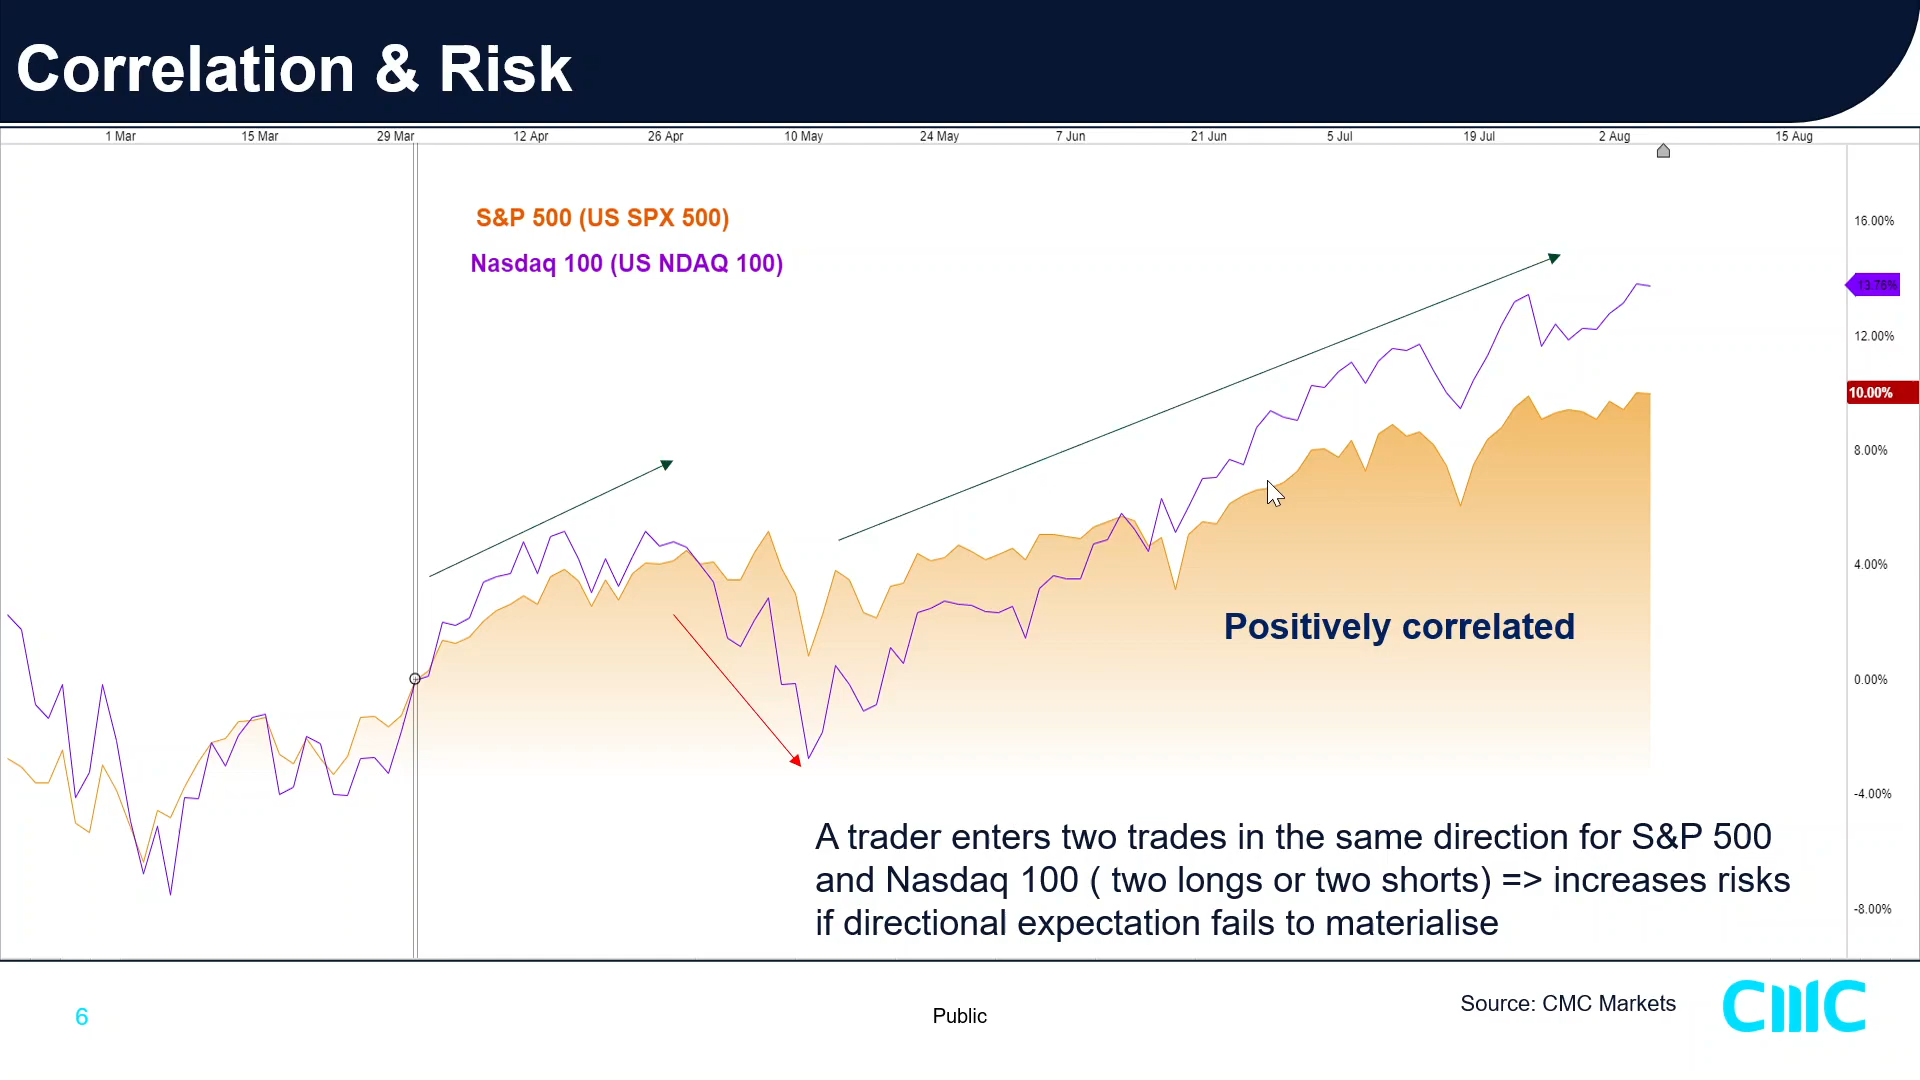 Correlation & Risk
1 Mar 15 Mar 29 Mar 12 Apr 26 Apr 10 May 24 May 7 Jun 21 Jun 5 Jul 19 Jul 2 Aug 15 Aug
S&P 500 (US SPX 500)
Nasdaq 100 (US NDAQ 100)
16.00%
13.76%
12.00%
10.00%
8.00%
4.00%
Positively correlated
0.00%
-4.00%
A trader enters two trades in the same direction for S&P 500
and Nasdaq 100 ( two longs or two shorts) => increases risks
if directional expectation fails to materialise
-8.00%
6
Public
Source: CMC Markets
CMC